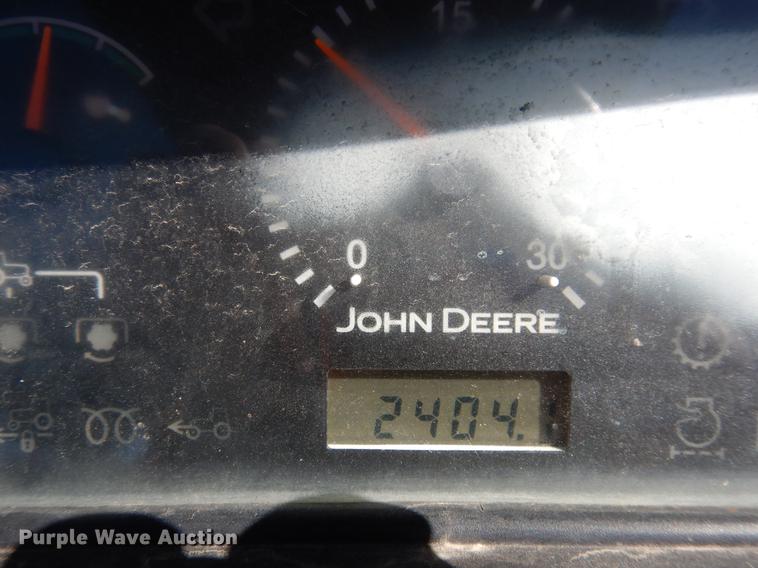 15
0 30
JOHN DEERE
2404.
Purple Wave Auction